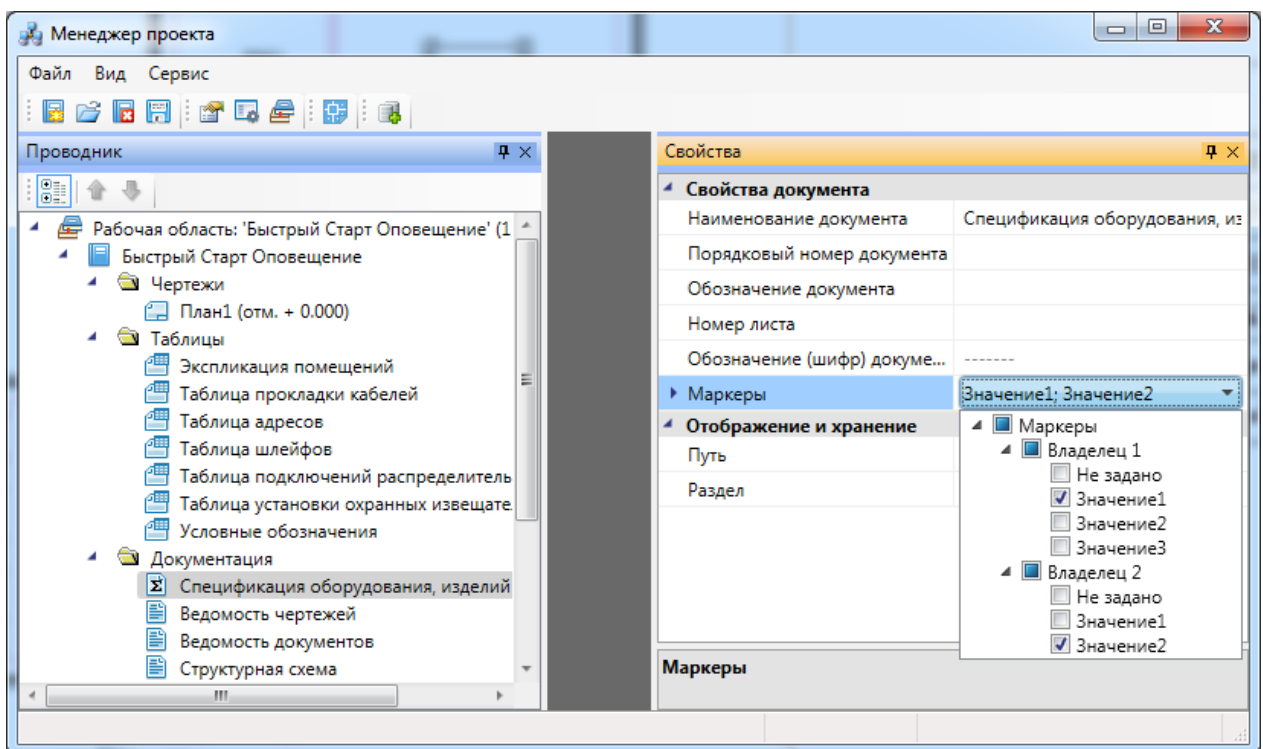 Менеджер проекта
Файл Вид Сервис
Проводник
Рабочая область: 'Быстрый Старт Оповещение' (1
Быстрый Старт Оповещение
Чертежи
План1 (отм. + 0.000)
Таблицы
Экспликация помещений
Таблица прокладки кабелей
Таблица адресов
Таблица шлейфов
Таблица подключений распределитель
Таблица установки охранных извещате.
Условные обозначения
Документация
Спецификация оборудования, изделий
Ведомость чертежей
Ведомость документов
Структурная схема
Свойства
Свойства документа
Наименование документа Спецификация оборудования, из
Порядковый номер документа
Обозначение документа
Номер листа
Обозначение (шифр) докуме... -------
Маркеры Значение1; Значение2
Отображение и хранение
Путь
Раздел
Маркеры
Владелец 1
Не задано
Значение1
Значение2
Значение3
Владелец 2
Не задано
Значение1
Значение2
Маркеры